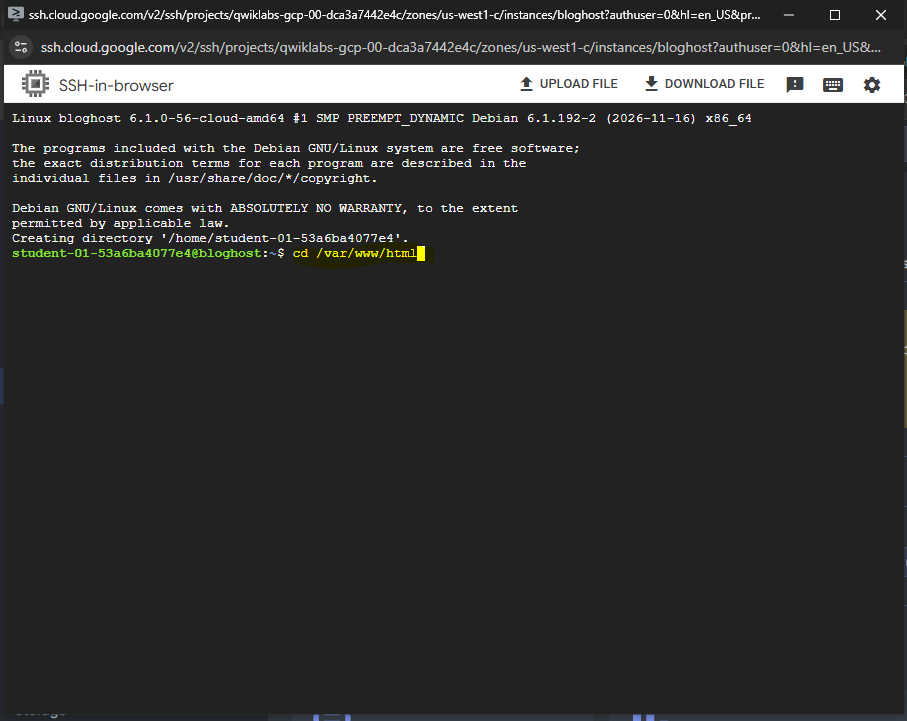 ssh.cloud.google.com/v2/ssh/projects/qwiklabs-gcp-00-dca3a7442e4c/zones/us-west1-c/instances/bloghost?authuser=0&hl=en_US&pr...
ssh.cloud.google.com/v2/ssh/projects/qwiklabs-gcp-00-dca3a7442e4c/zones/us-west1-c/instances/bloghost?authuser=0&hl=en_US&...
SSH-in-browser
UPLOAD FILE
DOWNLOAD FILE
Linux bloghost 6.1.0-56-cloud-amd64 #1 SMP PREEMPT_DYNAMIC Debian 6.1.192-2 (2026-11-16) x86_64
The programs included with the Debian GNU/Linux system are free software;
the exact distribution terms for each program are described in the
individual files in /usr/share/doc/*/copyright.
Debian GNU/Linux comes with ABSOLUTELY NO WARRANTY, to the extent
permitted by applicable law.
Creating directory '/home/student-01-53a6ba4077e4'.
student-01-53a6ba4077e4@bloghost:~$ cd /var/www/html